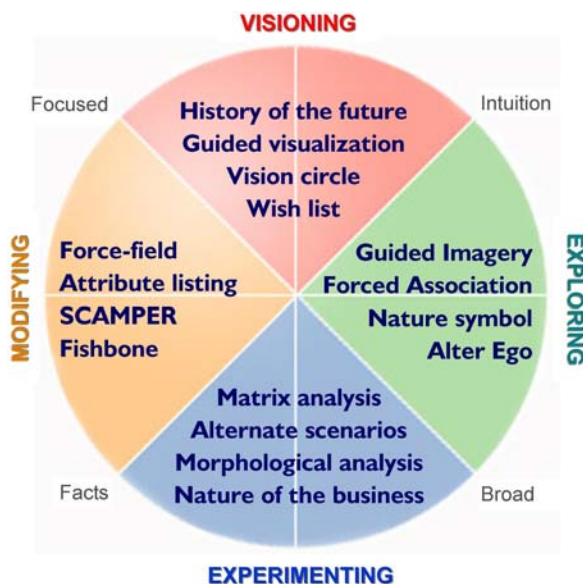 VISIONING
Focused
Intuition
History of the future
Guided visualization
Vision circle
Wish list
MODIFYING
Force-field
Attribute listing
SCAMPER
Fishbone
Guided Imagery
Forced Association
Nature symbol
Alter Ego
EXPLORING
Matrix analysis
Alternate scenarios
Morphological analysis
Nature of the business
Facts
Broad
EXPERIMENTING